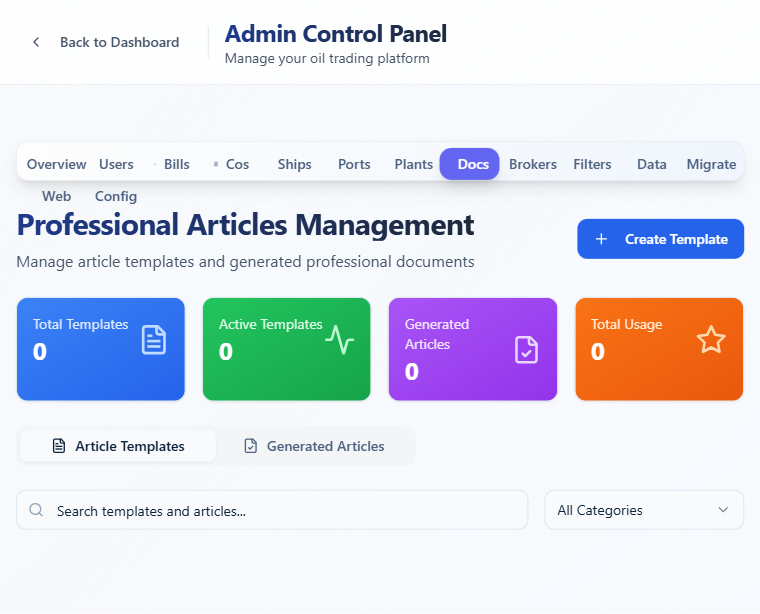 Back to Dashboard
Admin Control Panel
Manage your oil trading platform
Overview Users Bills Cos Ships Ports Plants Docs Brokers Filters Data Migrate
Web Config
Professional Articles Management
Manage article templates and generated professional documents
Create Template
Total Templates
0
Active Templates
0
Generated
Articles
0
Total Usage
0
Article Templates
Generated Articles
Search templates and articles...
All Categories